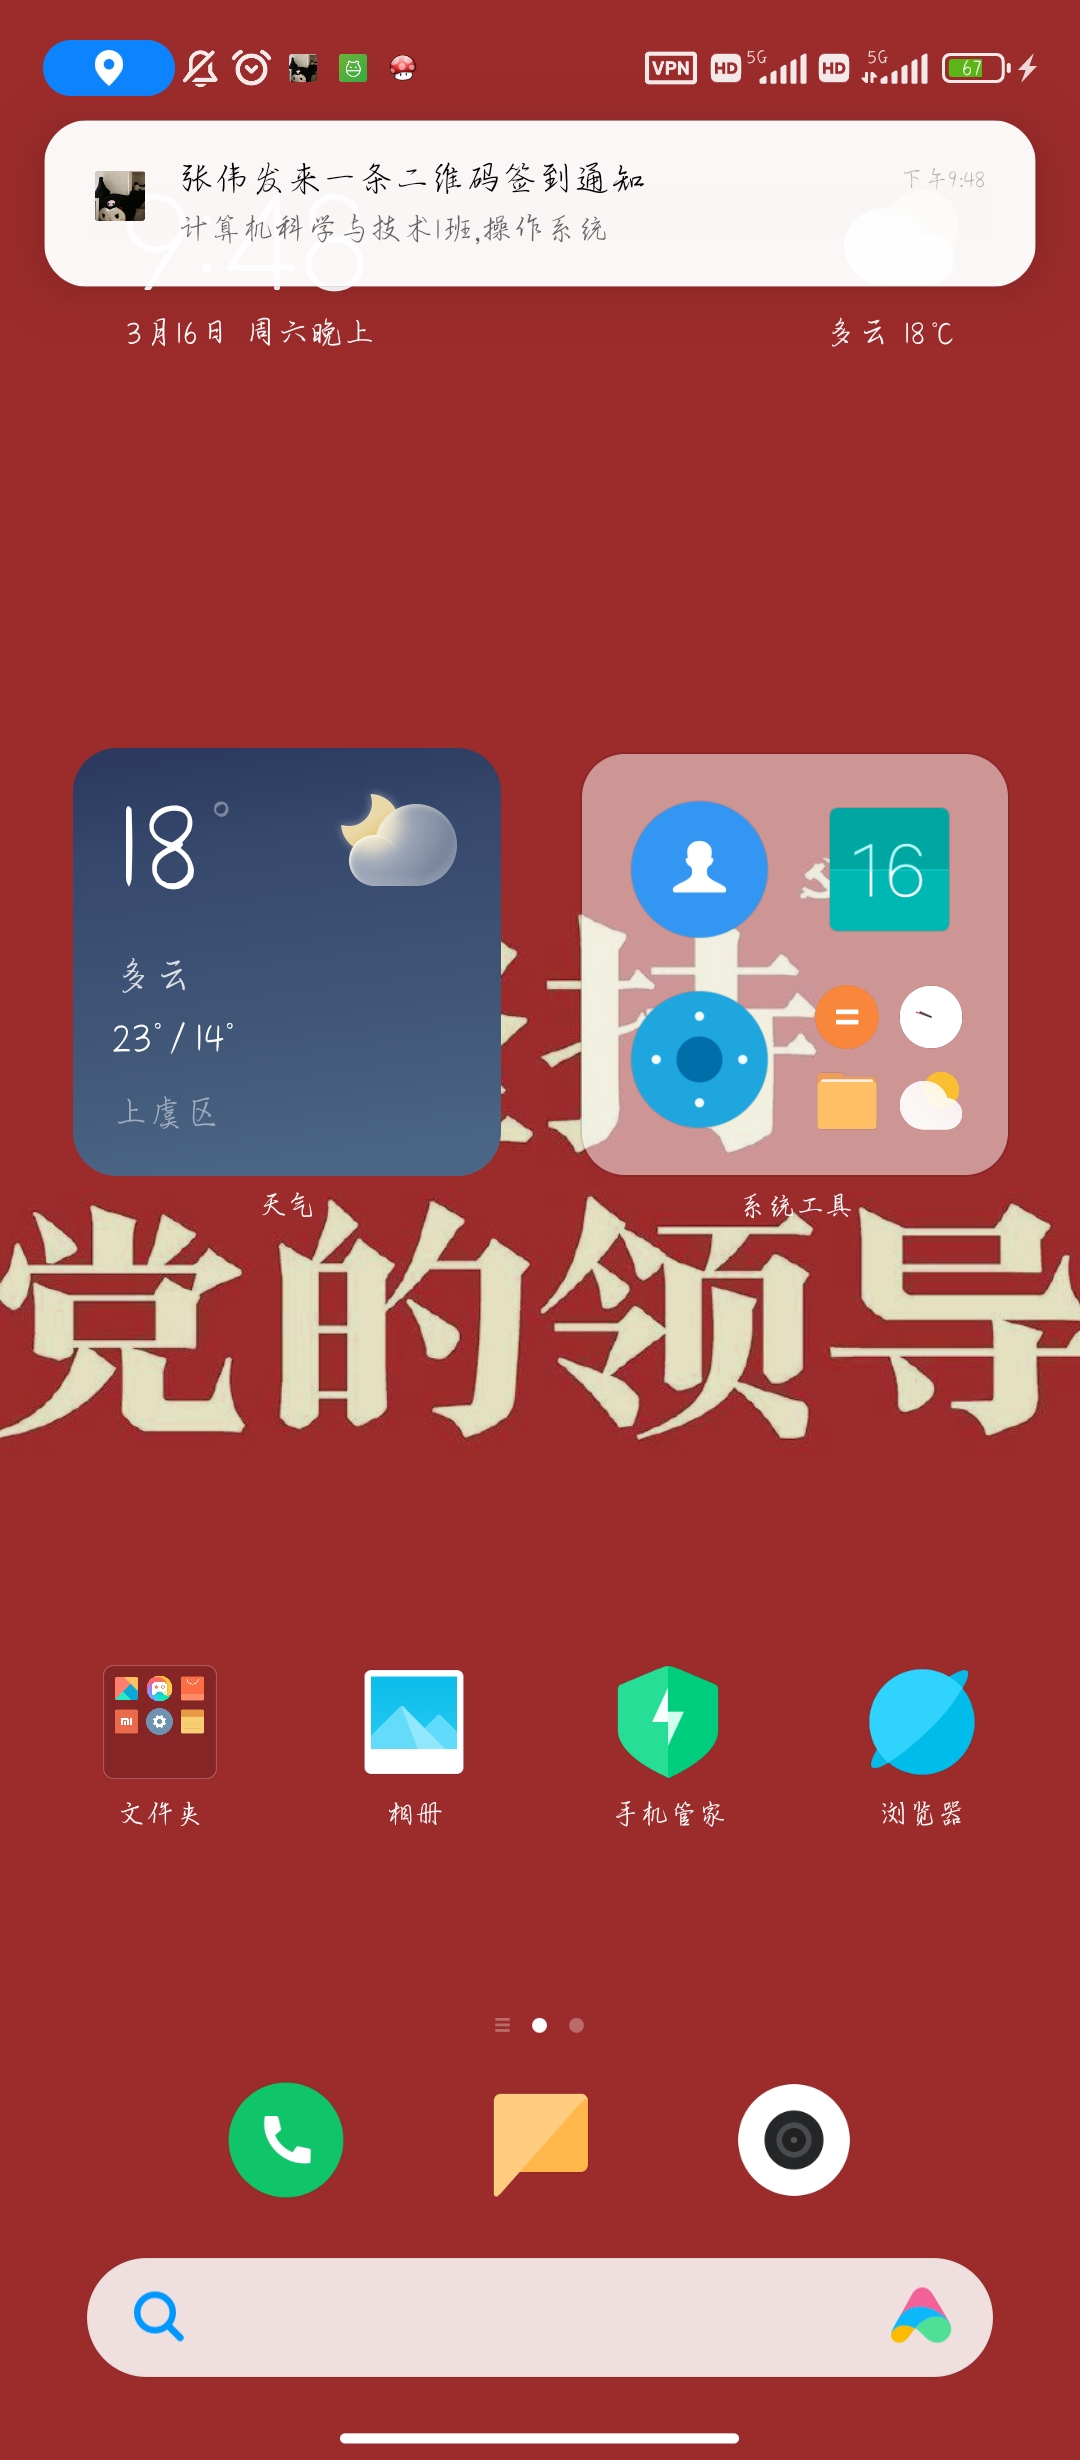 VPN HD 5G HD 5G 67
张伟发来一条二维码签到通知
下午9:48
计算机科学与技术1班,操作系统
9:48
3月16日 周六晚上
多云 18℃
18°
16
多云
23°/14°
上虞区
持
天气
系统工具
党的领导
mi
文件夹
相册
手机管家
浏览器